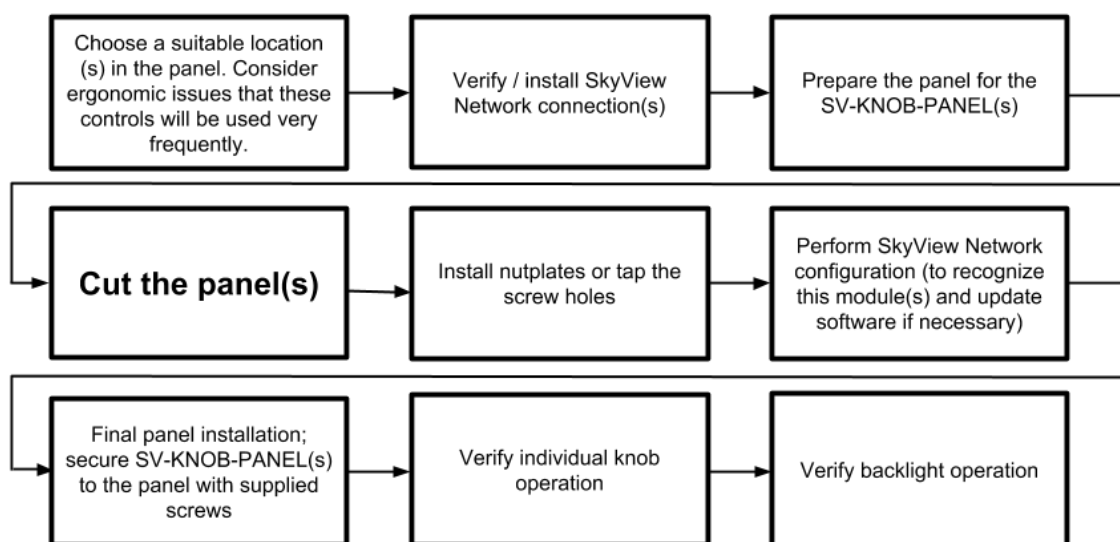 Choose a suitable location
(s) in the panel. Consider
ergonomic issues that these
controls will be used very
frequently.
Verify / install SkyView
Network connection(s)
Prepare the panel for the
SV-KNOB-PANEL(s)
Cut the panel(s)
Install nutplates or tap the
screw holes
Perform SkyView Network
configuration (to recognize
this module(s) and update
software if necessary)
Final panel installation;
secure SV-KNOB-PANEL(s)
to the panel with supplied
screws
Verify individual knob
operation
Verify backlight operation